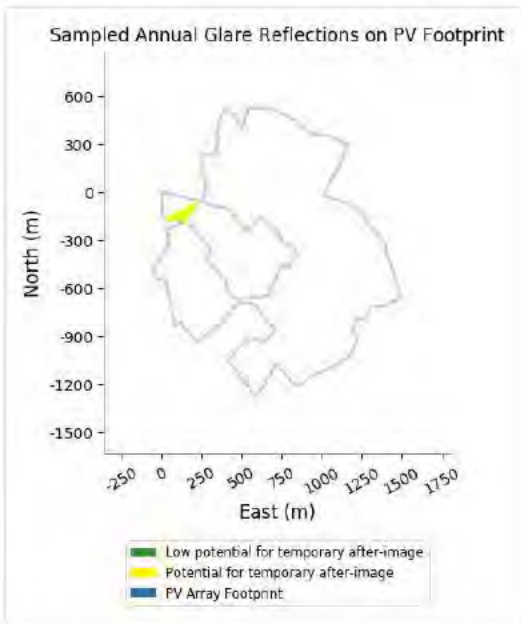 Sampled Annual Glare Reflections on PV Footprint
600
300
0
-300
-600
-900
-1200
-1500
North (m)
-250
0
250
500
750
1000
1250
1500
1750
East (m)
Low potential for temporary after-image
Potential for temporary after-image
PV Array Footprint